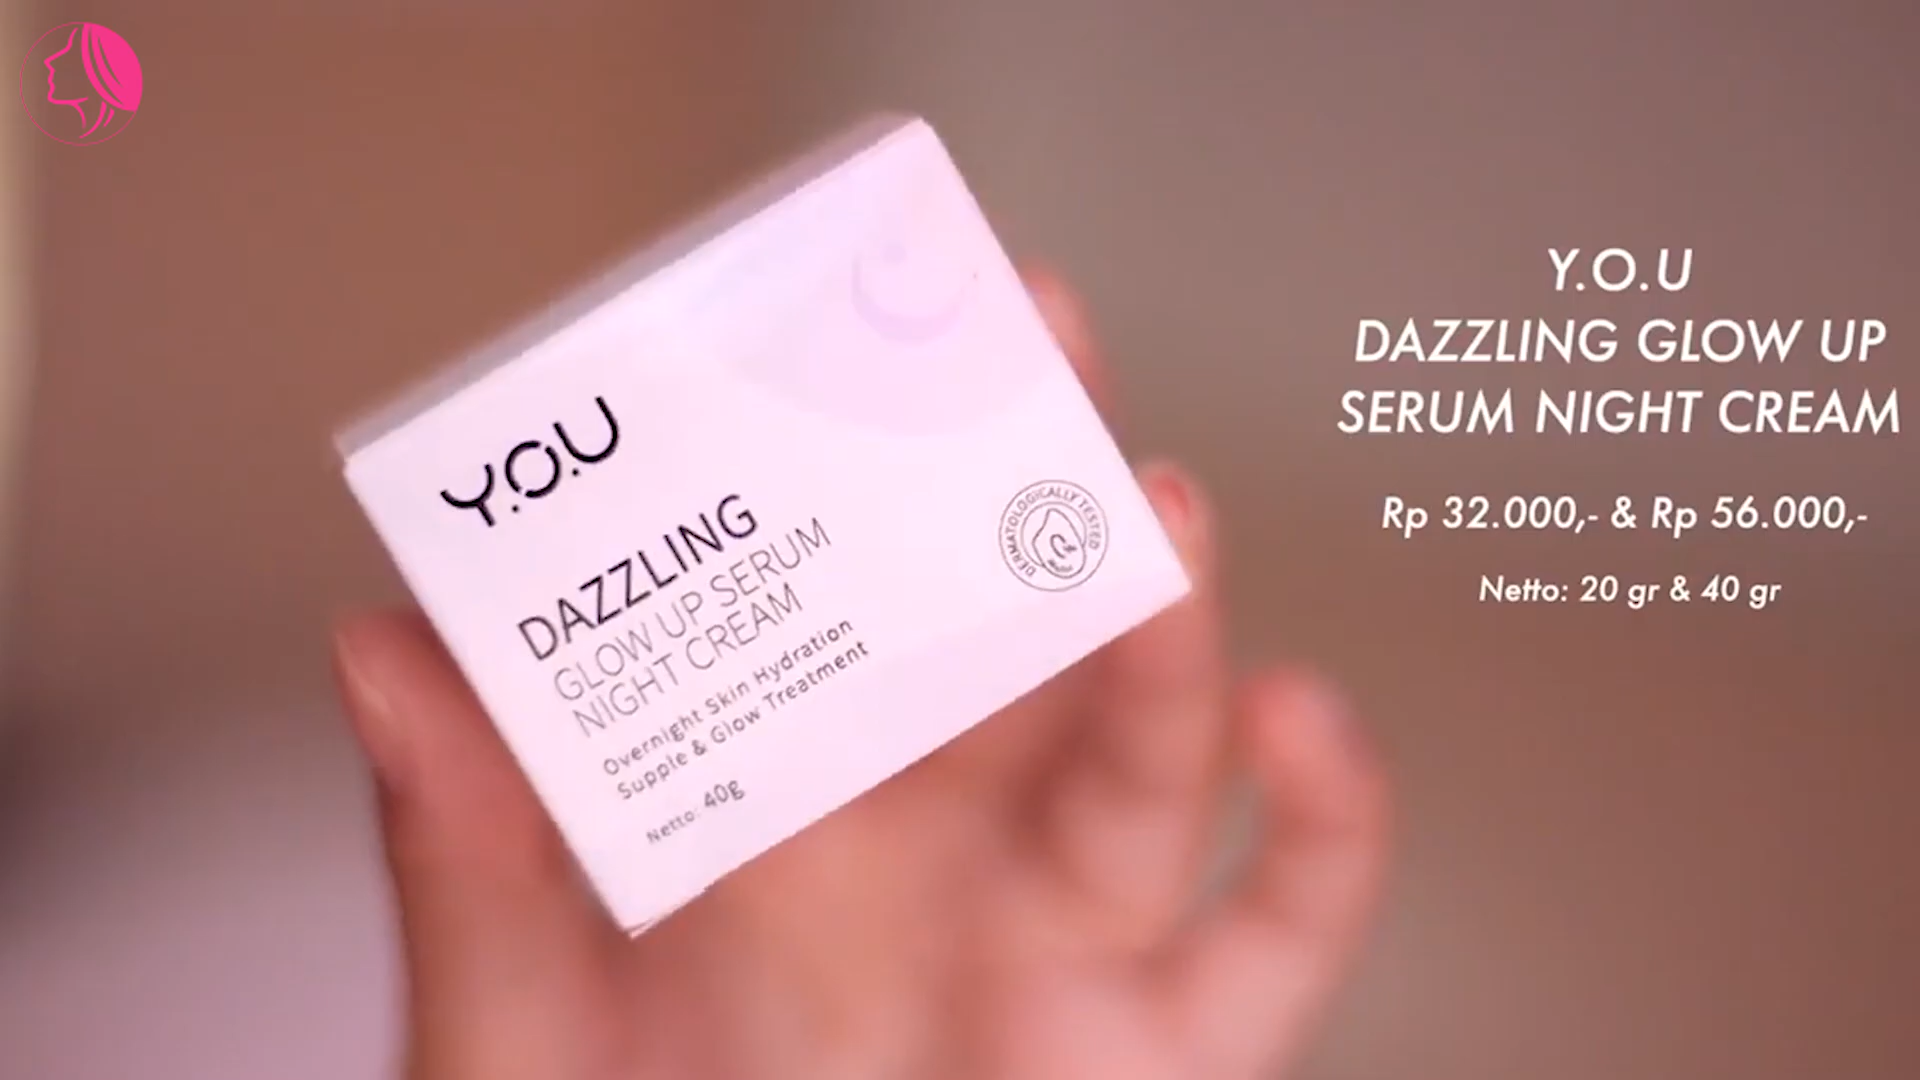 Y.O.U
DAZZLING
GLOW UP SERUM
NIGHT CREAM
Overnight Skin Hydration
Supple & Glow Treatment
Netto: 40g
DERMATOLOGICALLY TESTED
Y.O.U
DAZZLING GLOW UP
SERUM NIGHT CREAM
Rp 32.000,- & Rp 56.000,-
Netto: 20 gr & 40 gr